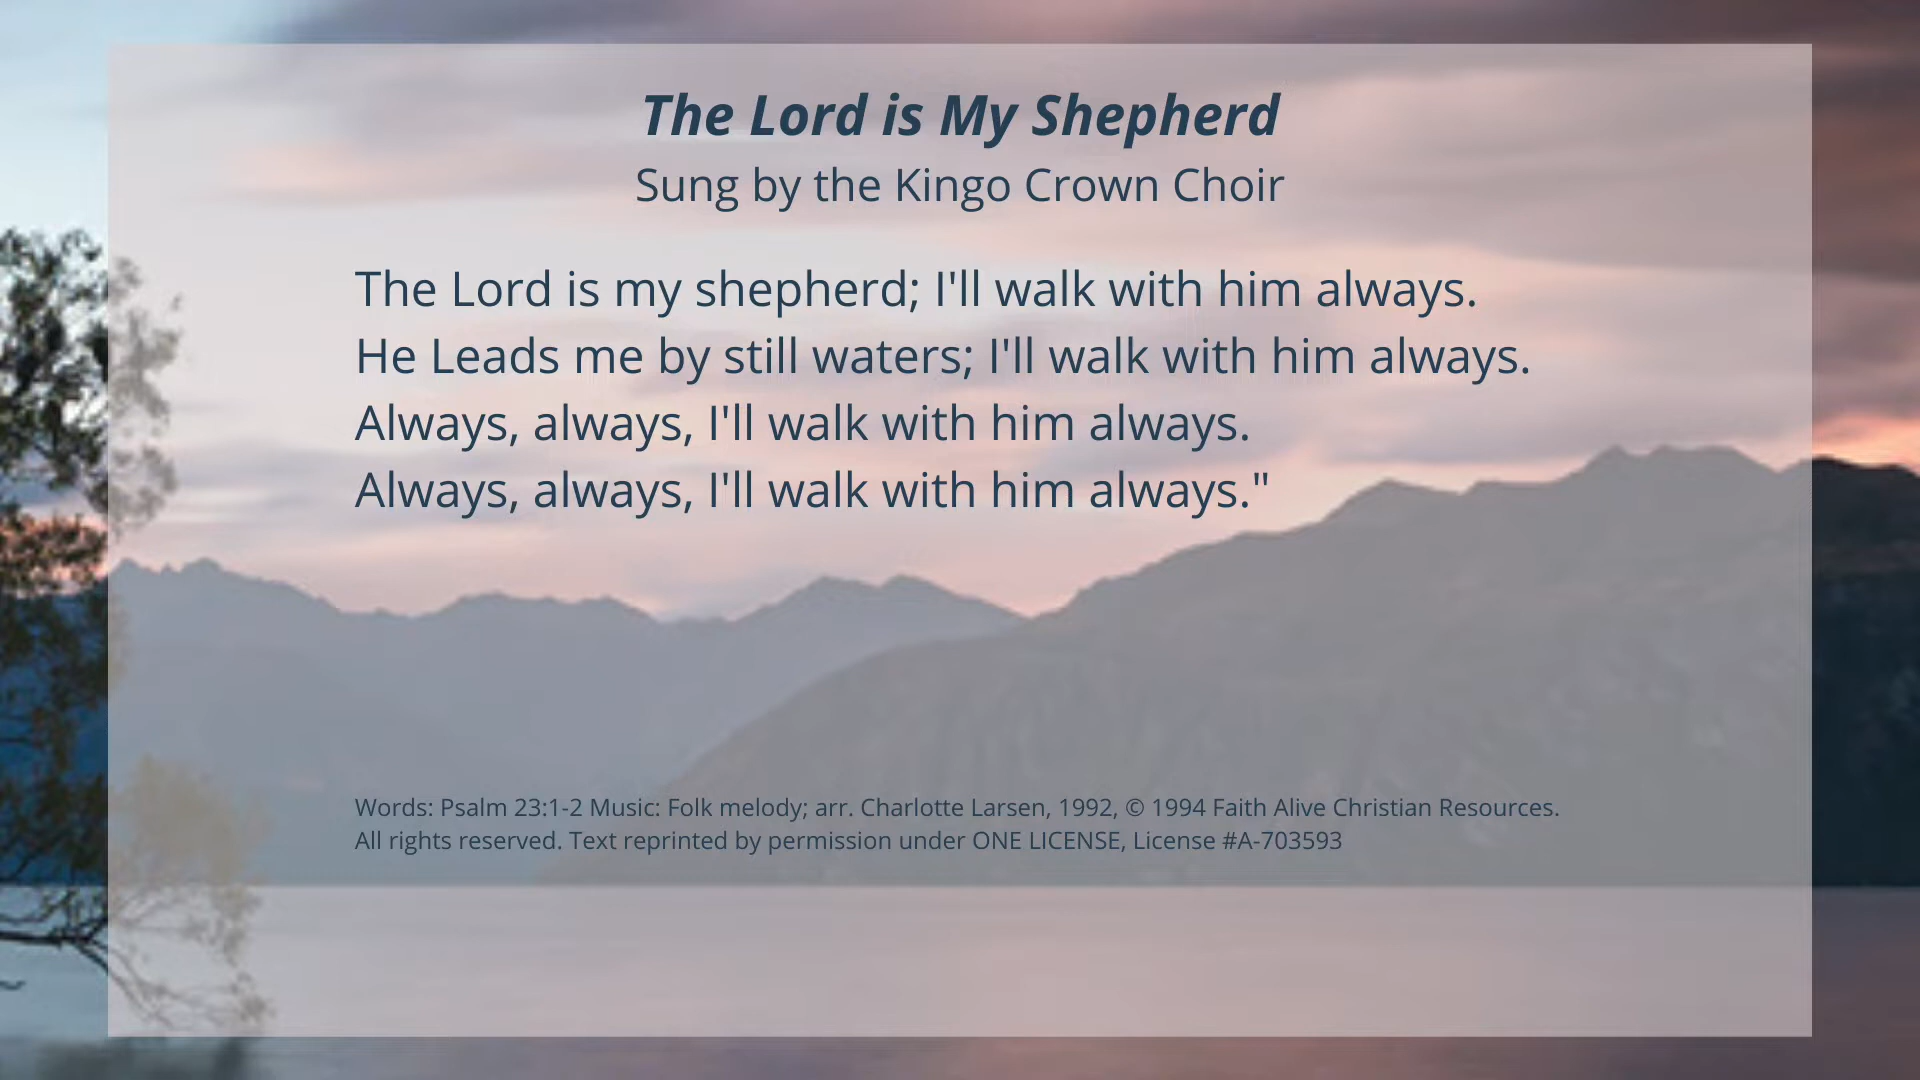 The Lord is My Shepherd
Sung by the Kingo Crown Choir
The Lord is my shepherd; I'll walk with him always.
He Leads me by still waters; I'll walk with him always.
Always, always, I'll walk with him always.
Always, always, I'll walk with him always."
Words: Psalm 23:1-2 Music: Folk melody; arr. Charlotte Larsen, 1992, © 1994 Faith Alive Christian Resources.
All rights reserved. Text reprinted by permission under ONE LICENSE, License #A-703593